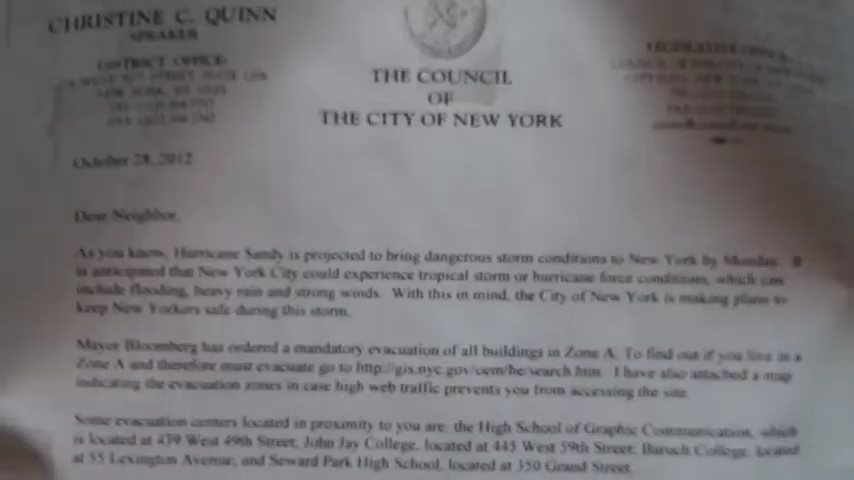 CHRISTINE C. QUINN
SPEAKER
DISTRICT OFFICE
THE COUNCIL
OF
THE CITY OF NEW YORK
LEGISLATIVE OFFICE
October 28, 2012
Dear Neighbor,
As you know, Hurricane Sandy is projected to bring dangerous storm conditions to New York by Monday. It
is anticipated that New York City could experience tropical storm or hurricane force conditions, which can
include flooding, heavy rain and strong winds. With this in mind, the City of New York is making plans to
keep New Yorkers safe during this storm.
Mayor Bloomberg has ordered a mandatory evacuation of all buildings in Zone A. To find out if you live in a
Zone A and therefore must evacuate go to http://gis.nyc.gov/oem/he/search.htm. I have also attached a map
indicating the evacuation zones in case high web traffic prevents you from accessing the site.
Some evacuation centers located in proximity to you are, the High School of Graphic Communication, which
is located at 439 West 49th Street, John Jay College, located at 445 West 59th Street, Baruch College, located
at 55 Lexington Avenue, and Seward Park High School, located at 350 Grand Street.